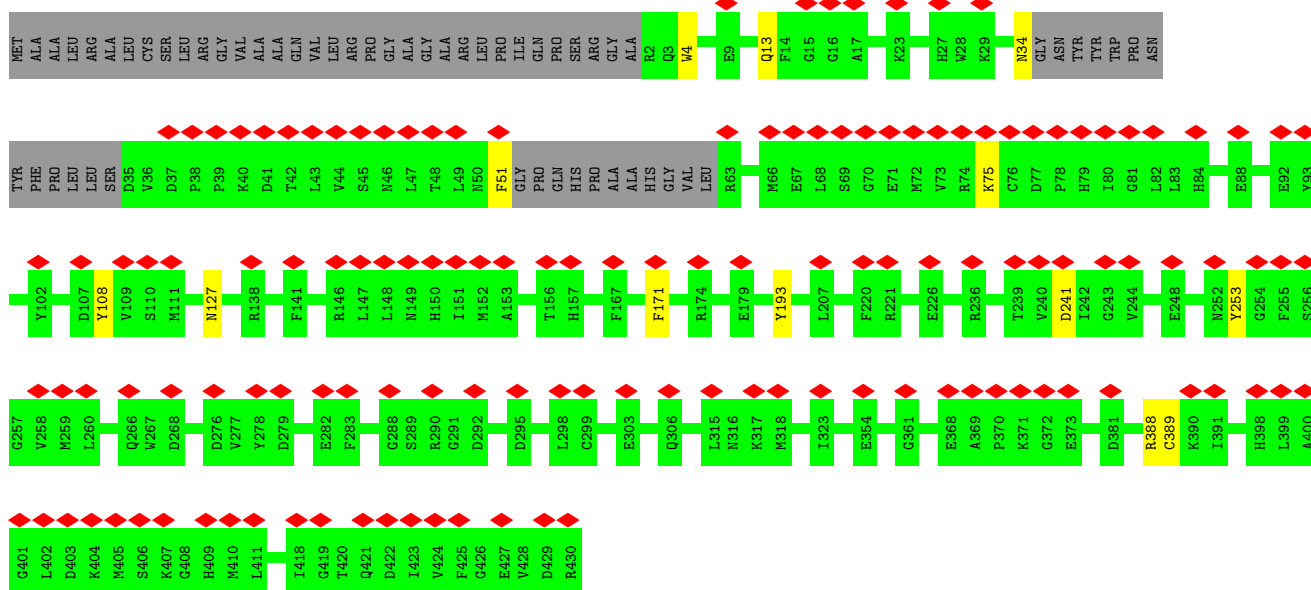 MET ALA ALA LEU ARG ALA LEU CYS SER LEU ARG GLY VAL ALA ALA GLN VAL LEU ARG PRO GLY ALA GLY ALA ARG LEU PRO ILE GLN PRO SER ARG GLY ALA R2 Q3 W4 E9 Q13 F14 G15 G16 A17 K23 H27 W28 K29 N34 GLY ASN TYR TYR TRP PRO ASN
TYR PHE PRO LEU LEU SER D35 V36 D37 P38 P39 K40 D41 T42 L43 V44 S45 N46 L47 T48 L49 N50 F51 GLY PRO GLN HIS PRO ALA ALA HIS GLY VAL LEU R63 M66 E67 L68 S69 G70 E71 M72 V73 R74 K75 C76 D77 P78 H79 I80 G81 L82 L83 H84 E88 E92 Y93
Y102 D107 Y108 V109 S110 M111 N127 R138 F141 R146 L147 L148 N149 H150 I151 M152 A153 T156 H157 F167 F171 R174 E179 Y193 L207 F220 R221 E226 R236 T239 V240 D241 I242 G243 V244 E248 N252 Y253 G254 F255 S256
G257 V258 M259 L260 Q266 W267 D268 D276 V277 Y278 D279 E282 F283 G288 S289 R290 G291 D292 D295 L298 C299 E303 Q306 L315 N316 K317 M318 I323 E354 G361 E368 A369 P370 K371 G372 E373 D381 R388 C389 K390 I391 H398 L399 A400
G401 L402 D403 K404 M405 S406 K407 G408 H409 M410 L411 I418 G419 T420 Q421 D422 I423 V424 F425 G426 E427 V428 D429 R430